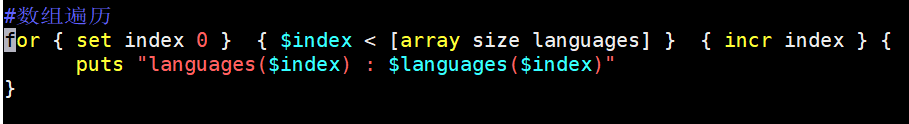 #数组遍历
for { set index 0 }  { $index < [array size languages] }  { incr index } {
      puts "languages($index) : $languages($index)"
}